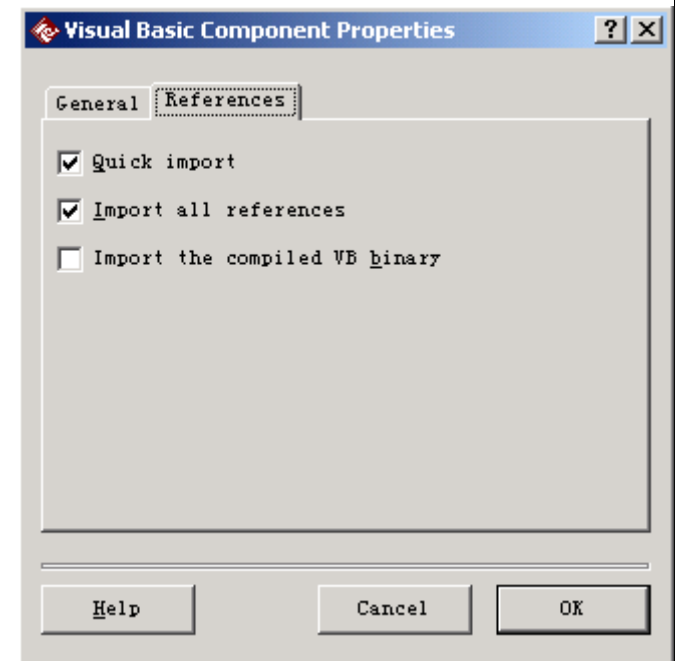 Visual Basic Component Properties ? X
General References
Quick import
Import all references
Import the compiled VB binary
Help Cancel OK